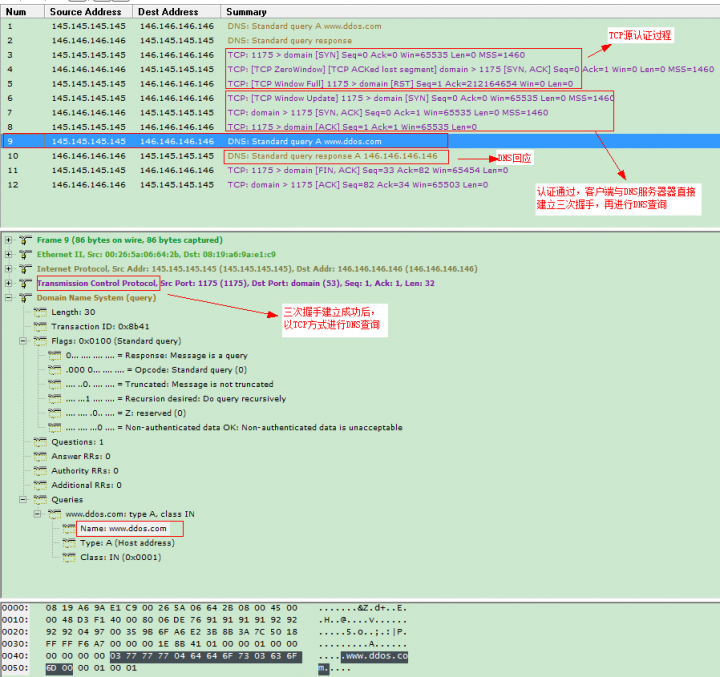 Num Source Address Dest Address Summary
1 145.145.145.145 146.146.146.146 DNS: Standard query A www.ddos.com
2 146.146.146.146 145.145.145.145 DNS: Standard query response
3 145.145.145.145 146.146.146.146 TCP: 1175 > domain [SYN] Seq=0 Ack=0 Win=65535 Len=0 MSS=1460
4 146.146.146.146 145.145.145.145 TCP: [TCP ZeroWindow] [TCP ACKed lost segment] domain > 1175 [SYN, ACK] Seq=0 Ack=1 Win=0 Len=0 MSS=1460
5 145.145.145.145 146.146.146.146 TCP: [TCP Window Full] 1175 > domain [RST] Seq=1 Ack=212164654 Win=0 Len=0
6 145.145.145.145 146.146.146.146 TCP: [TCP Window Update] 1175 > domain [SYN] Seq=0 Ack=0 Win=65535 Len=0 MSS=1460
7 146.146.146.146 145.145.145.145 TCP: domain > 1175 [SYN, ACK] Seq=0 Ack=1 Win=65535 Len=0 MSS=1460
8 145.145.145.145 146.146.146.146 TCP: 1175 > domain [ACK] Seq=1 Ack=1 Win=65535 Len=0
9 145.145.145.145 146.146.146.146 DNS: Standard query A www.ddos.com
10 146.146.146.146 145.145.145.145 DNS: Standard query response A 146.146.146.146
11 145.145.145.145 146.146.146.146 TCP: 1175 > domain [FIN, ACK] Seq=33 Ack=82 Win=65454 Len=0
12 146.146.146.146 145.145.145.145 TCP: domain > 1175 [ACK] Seq=82 Ack=34 Win=65503 Len=0
TCP源认证过程
DNS回应
认证通过，客户端与DNS服务器器直接
建立三次握手，再进行DNS查询
Frame 9 (86 bytes on wire, 86 bytes captured)
Ethernet II, Src: 00:26:5a:06:64:2b, Dst: 08:19:a6:9a:e1:c9
Internet Protocol, Src Addr: 145.145.145.145 (145.145.145.145), Dst Addr: 146.146.146.146 (146.146.146.146)
Transmission Control Protocol, Src Port: 1175 (1175), Dst Port: domain (53), Seq: 1, Ack: 1, Len: 32
Domain Name System (query)
Length: 30
Transaction ID: 0x8b41
Flags: 0x0100 (Standard query)
0... .... .... .... = Response: Message is a query
.000 0... .... .... = Opcode: Standard query (0)
.... ..0. .... .... = Truncated: Message is not truncated
.... ...1 .... .... = Recursion desired: Do query recursively
.... .... .0.. .... = Z: reserved (0)
.... .... ...0 .... = Non-authenticated data OK: Non-authenticated data is unacceptable
Questions: 1
Answer RRs: 0
Authority RRs: 0
Additional RRs: 0
Queries
www.ddos.com: type A, class IN
Name: www.ddos.com
Type: A (Host address)
Class: IN (0x0001)
三次握手建立成功后，
以TCP方式进行DNS查询
0000: 08 19 A6 9A E1 C9 00 26 5A 06 64 2B 08 00 45 00 .......&Z.d+..E.
0010: 00 48 D3 F1 40 00 80 06 DE 76 91 91 91 91 92 92 .H..@....v......
0020: 92 92 04 97 00 35 9B 6F A6 E2 3B 8B 3A 7C 50 18 .....5.o..;.:|P.
0030: FF FF F6 A7 00 00 00 1E 8B 41 01 00 00 01 00 00 .........A......
0040: 00 00 00 00 03 77 77 77 04 64 64 6F 73 03 63 6F .....www.ddos.co
0050: 6D 00 00 01 00 01 m.....